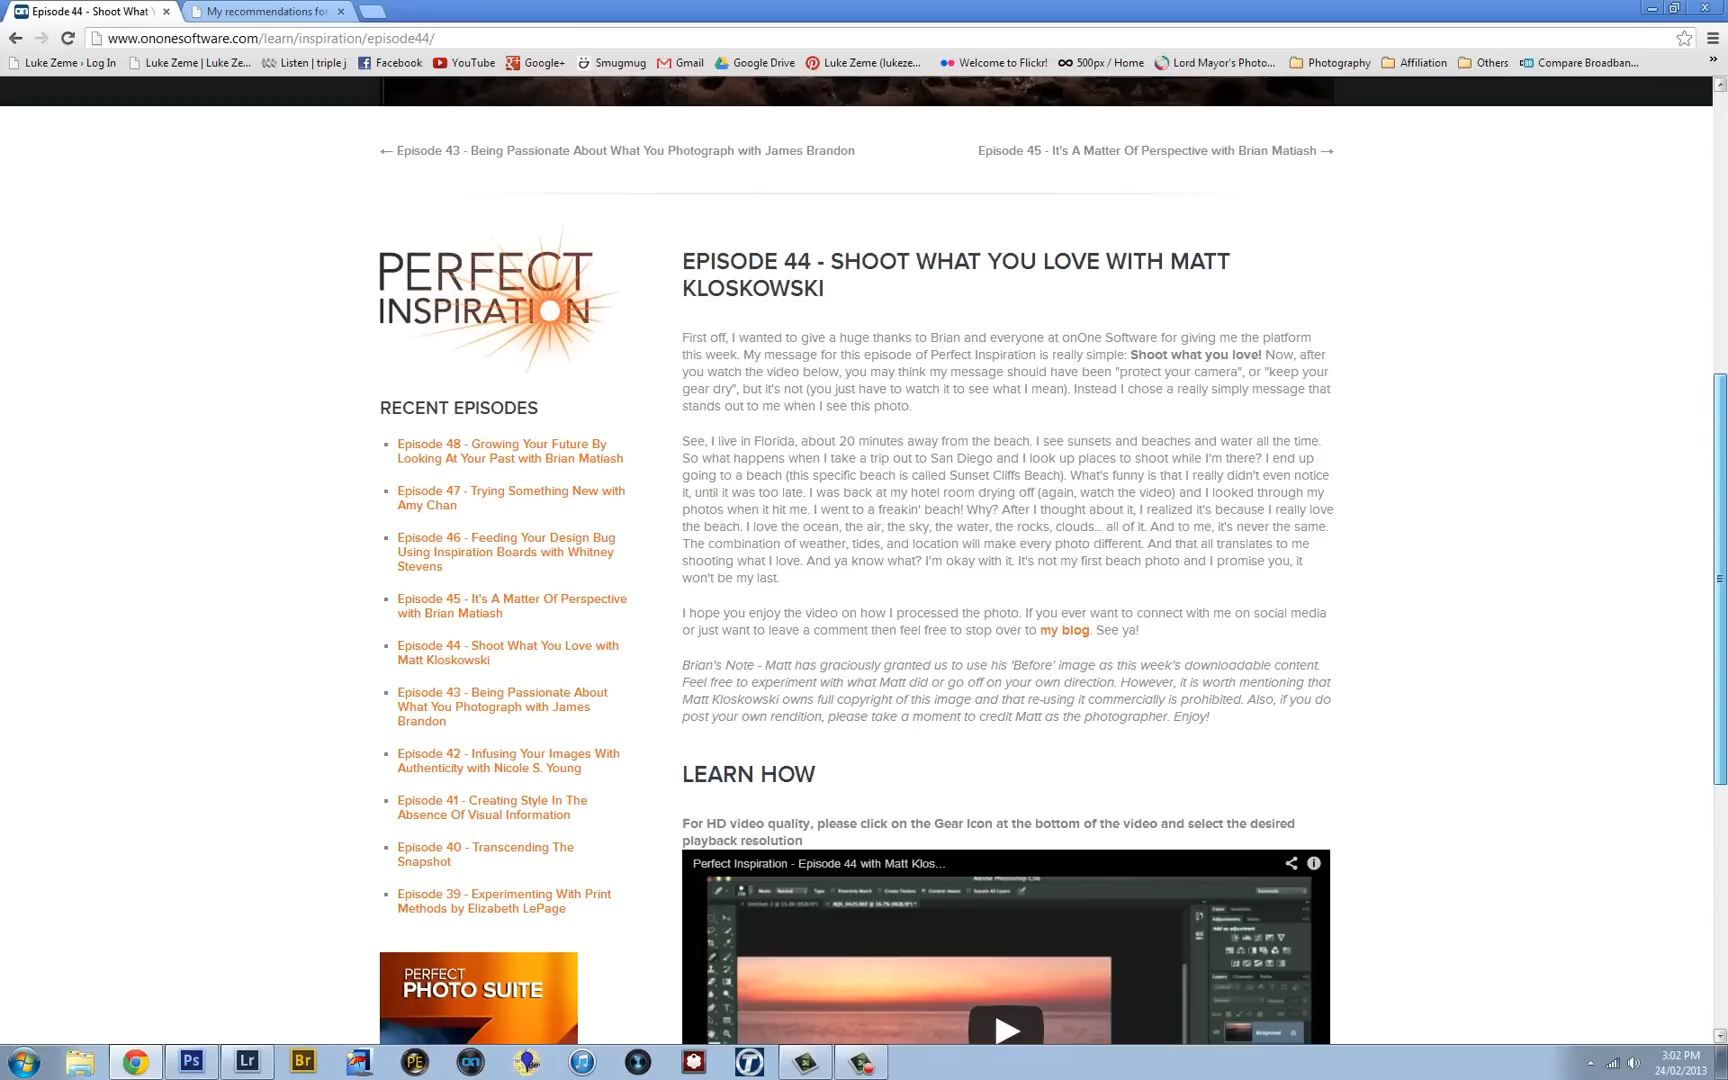 Episode 44 - Shoot What Y
My recommendations for
www.ononesoftware.com/learn/inspiration/episode44/
Luke Zeme › Log In
Luke Zeme | Luke Zeme...
Listen | triple j
Facebook
YouTube
Google+
Smugmug
Gmail
Google Drive
Luke Zeme (lukeze...
Welcome to Flickr!
500px / Home
Lord Mayor's Photo...
Photography
Affiliation
Others
Compare Broadban...
← Episode 43 - Being Passionate About What You Photograph with James Brandon
Episode 45 - It's A Matter Of Perspective with Brian Matiash →
PERFECT
INSPIRATION
RECENT EPISODES
Episode 48 - Growing Your Future By
Looking At Your Past with Brian Matiash
Episode 47 - Trying Something New with
Amy Chan
Episode 46 - Feeding Your Design Bug
Using Inspiration Boards with Whitney
Stevens
Episode 45 - It's A Matter Of Perspective
with Brian Matiash
Episode 44 - Shoot What You Love with
Matt Kloskowski
Episode 43 - Being Passionate About
What You Photograph with James
Brandon
Episode 42 - Infusing Your Images With
Authenticity with Nicole S. Young
Episode 41 - Creating Style In The
Absence Of Visual Information
Episode 40 - Transcending The
Snapshot
Episode 39 - Experimenting With Print
Methods by Elizabeth LePage
PERFECT
PHOTO SUITE
EPISODE 44 - SHOOT WHAT YOU LOVE WITH MATT
KLOSKOWSKI
First off, I wanted to give a huge thanks to Brian and everyone at onOne Software for giving me the platform
this week. My message for this episode of Perfect Inspiration is really simple: Shoot what you love! Now, after
you watch the video below, you may think my message should have been "protect your camera", or "keep your
gear dry", but it's not (you just have to watch it to see what I mean). Instead I chose a really simply message that
stands out to me when I see this photo.
See, I live in Florida, about 20 minutes away from the beach. I see sunsets and beaches and water all the time.
So what happens when I take a trip out to San Diego and I look up places to shoot while I'm there? I end up
going to a beach (this specific beach is called Sunset Cliffs Beach). What's funny is that I really didn't even notice
it, until it was too late. I was back at my hotel room drying off (again, watch the video) and I looked through my
photos when it hit me. I went to a freakin' beach! Why? After I thought about it, I realized it's because I really love
the beach. I love the ocean, the air, the sky, the water, the rocks, clouds... all of it. And to me, it's never the same.
The combination of weather, tides, and location will make every photo different. And that all translates to me
shooting what I love. And ya know what? I'm okay with it. It's not my first beach photo and I promise you, it
won't be my last.
I hope you enjoy the video on how I processed the photo. If you ever want to connect with me on social media
or just want to leave a comment then feel free to stop over to my blog. See ya!
Brian's Note - Matt has graciously granted us to use his 'Before' image as this week's downloadable content.
Feel free to experiment with what Matt did or go off on your own direction. However, it is worth mentioning that
Matt Kloskowski owns full copyright of this image and that re-using it commercially is prohibited. Also, if you do
post your own rendition, please take a moment to credit Matt as the photographer. Enjoy!
LEARN HOW
For HD video quality, please click on the Gear Icon at the bottom of the video and select the desired
playback resolution
Perfect Inspiration - Episode 44 with Matt Klos...
Adobe Photoshop CS6
Ps
Lr
Br
PE
on
3:02 PM
24/02/2013